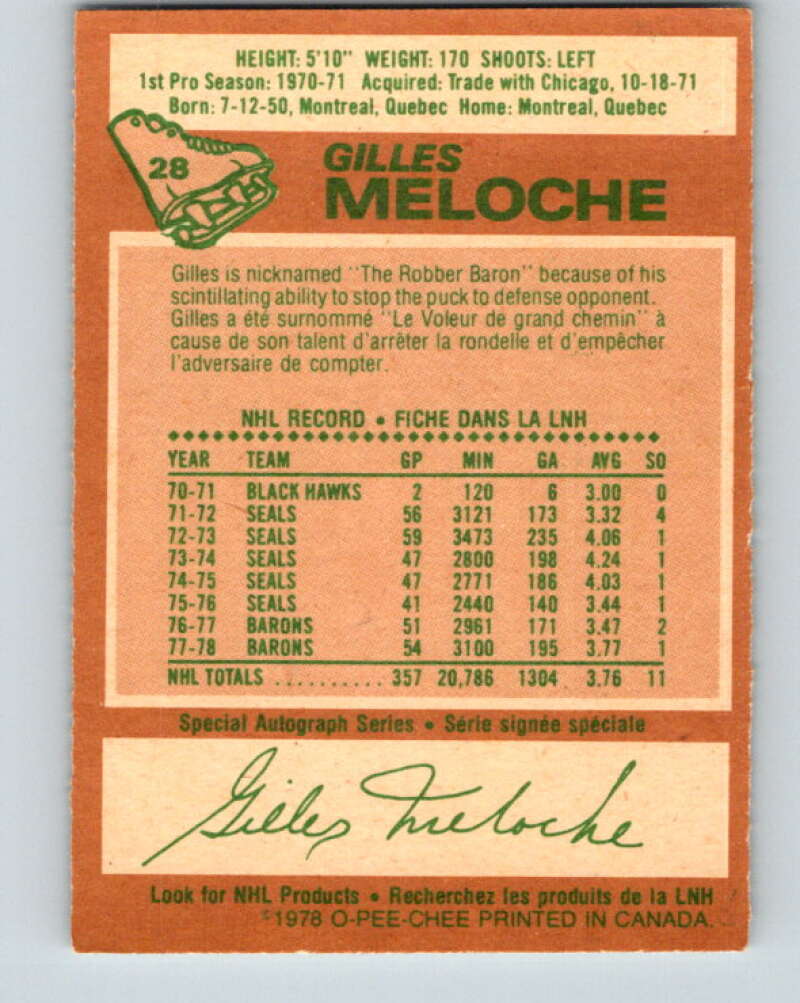 HEIGHT: 5'10" WEIGHT: 170 SHOOTS: LEFT
1st Pro Season: 1970-71 Acquired: Trade with Chicago, 10-18-71
Born: 7-12-50, Montreal, Quebec Home: Montreal, Quebec
28
GILLES
MELOCHE
Gilles is nicknamed "The Robber Baron" because of his
scintillating ability to stop the puck to defense opponent.
Gilles a été surnommé "Le Voleur de grand chemin" à
cause de son talent d'arrêter la rondelle et d'empêcher
l'adversaire de compter.
NHL RECORD • FICHE DANS LA LNH
YEAR TEAM GP MIN GA AVG SO
70-71 BLACK HAWKS 2 120 6 3.00 0
71-72 SEALS 56 3121 173 3.32 4
72-73 SEALS 59 3473 235 4.06 1
73-74 SEALS 47 2800 198 4.24 1
74-75 SEALS 47 2771 186 4.03 1
75-76 SEALS 41 2440 140 3.44 1
76-77 BARONS 51 2961 171 3.47 2
77-78 BARONS 54 3100 195 3.77 1
NHL TOTALS .......... 357 20,786 1304 3.76 11
Special Autograph Series • Série signée spéciale
Gilles Meloche
Look for NHL Products • Recherchez les produits de la LNH
©1978 O-PEE-CHEE PRINTED IN CANADA.